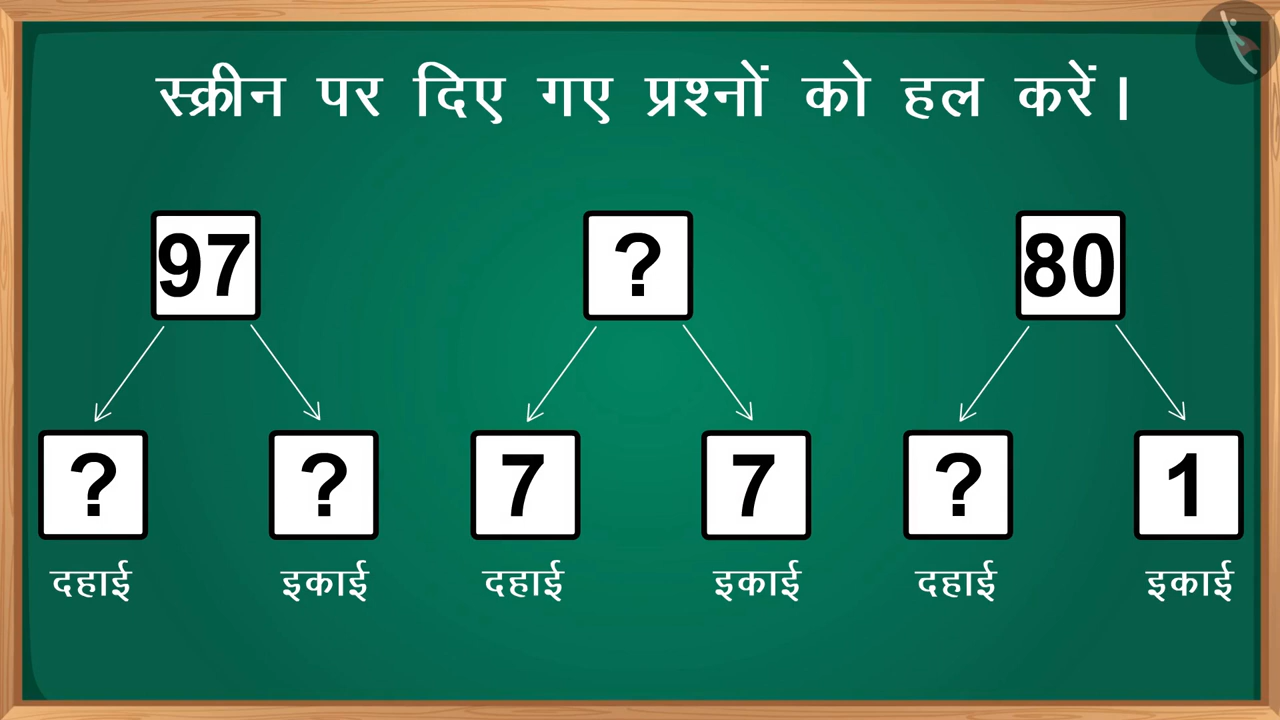 स्क्रीन पर दिए गए प्रश्नों को हल करें।
97 ? 80
? ? 7 7 ? 1
दहाई इकाई दहाई इकाई दहाई इकाई